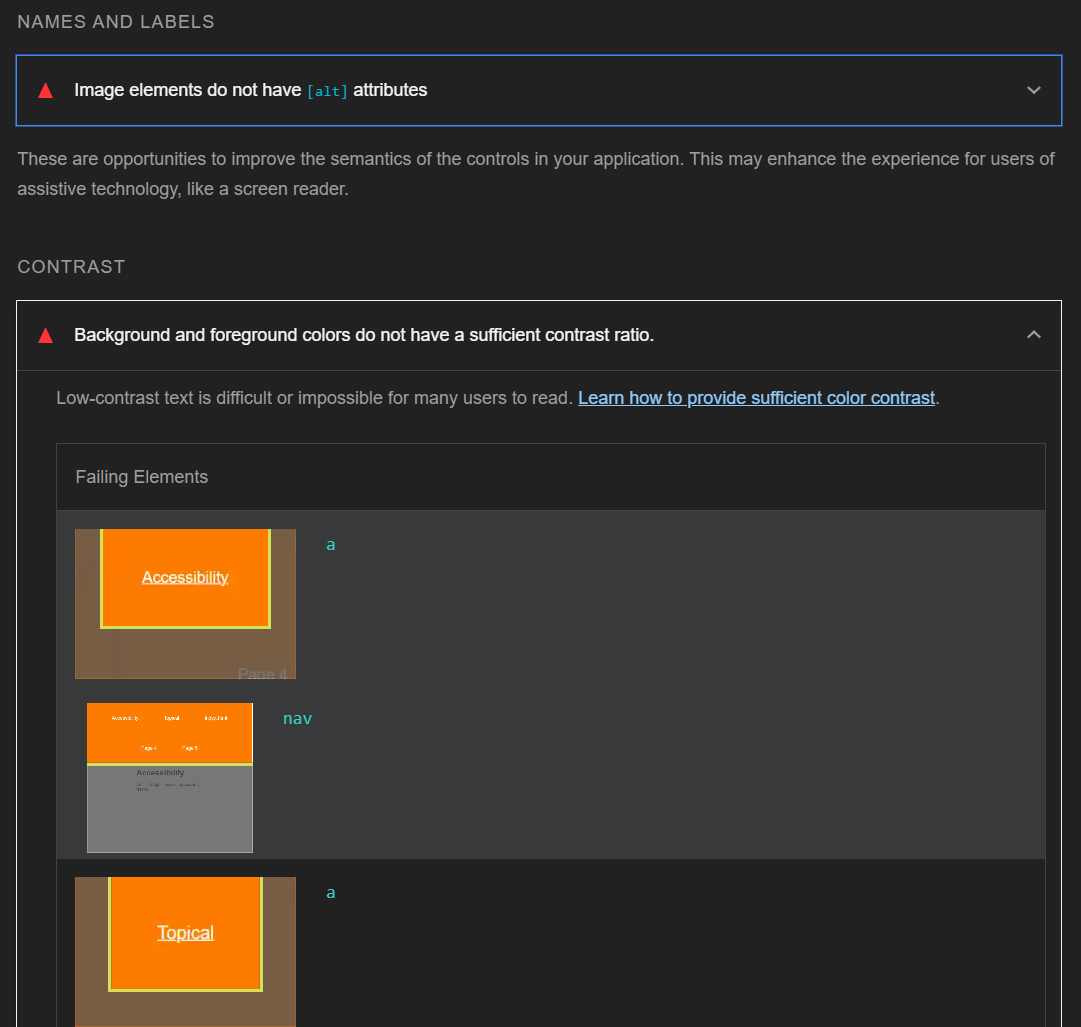 NAMES AND LABELS
Image elements do not have [alt] attributes
These are opportunities to improve the semantics of the controls in your application. This may enhance the experience for users of
assistive technology, like a screen reader.
CONTRAST
Background and foreground colors do not have a sufficient contrast ratio.
Low-contrast text is difficult or impossible for many users to read. Learn how to provide sufficient color contrast.
Failing Elements
Accessibility
a
Page 4
nav
Accessibility Topical Index.html
Page 4 Page 5
Accessibility
Topical
a